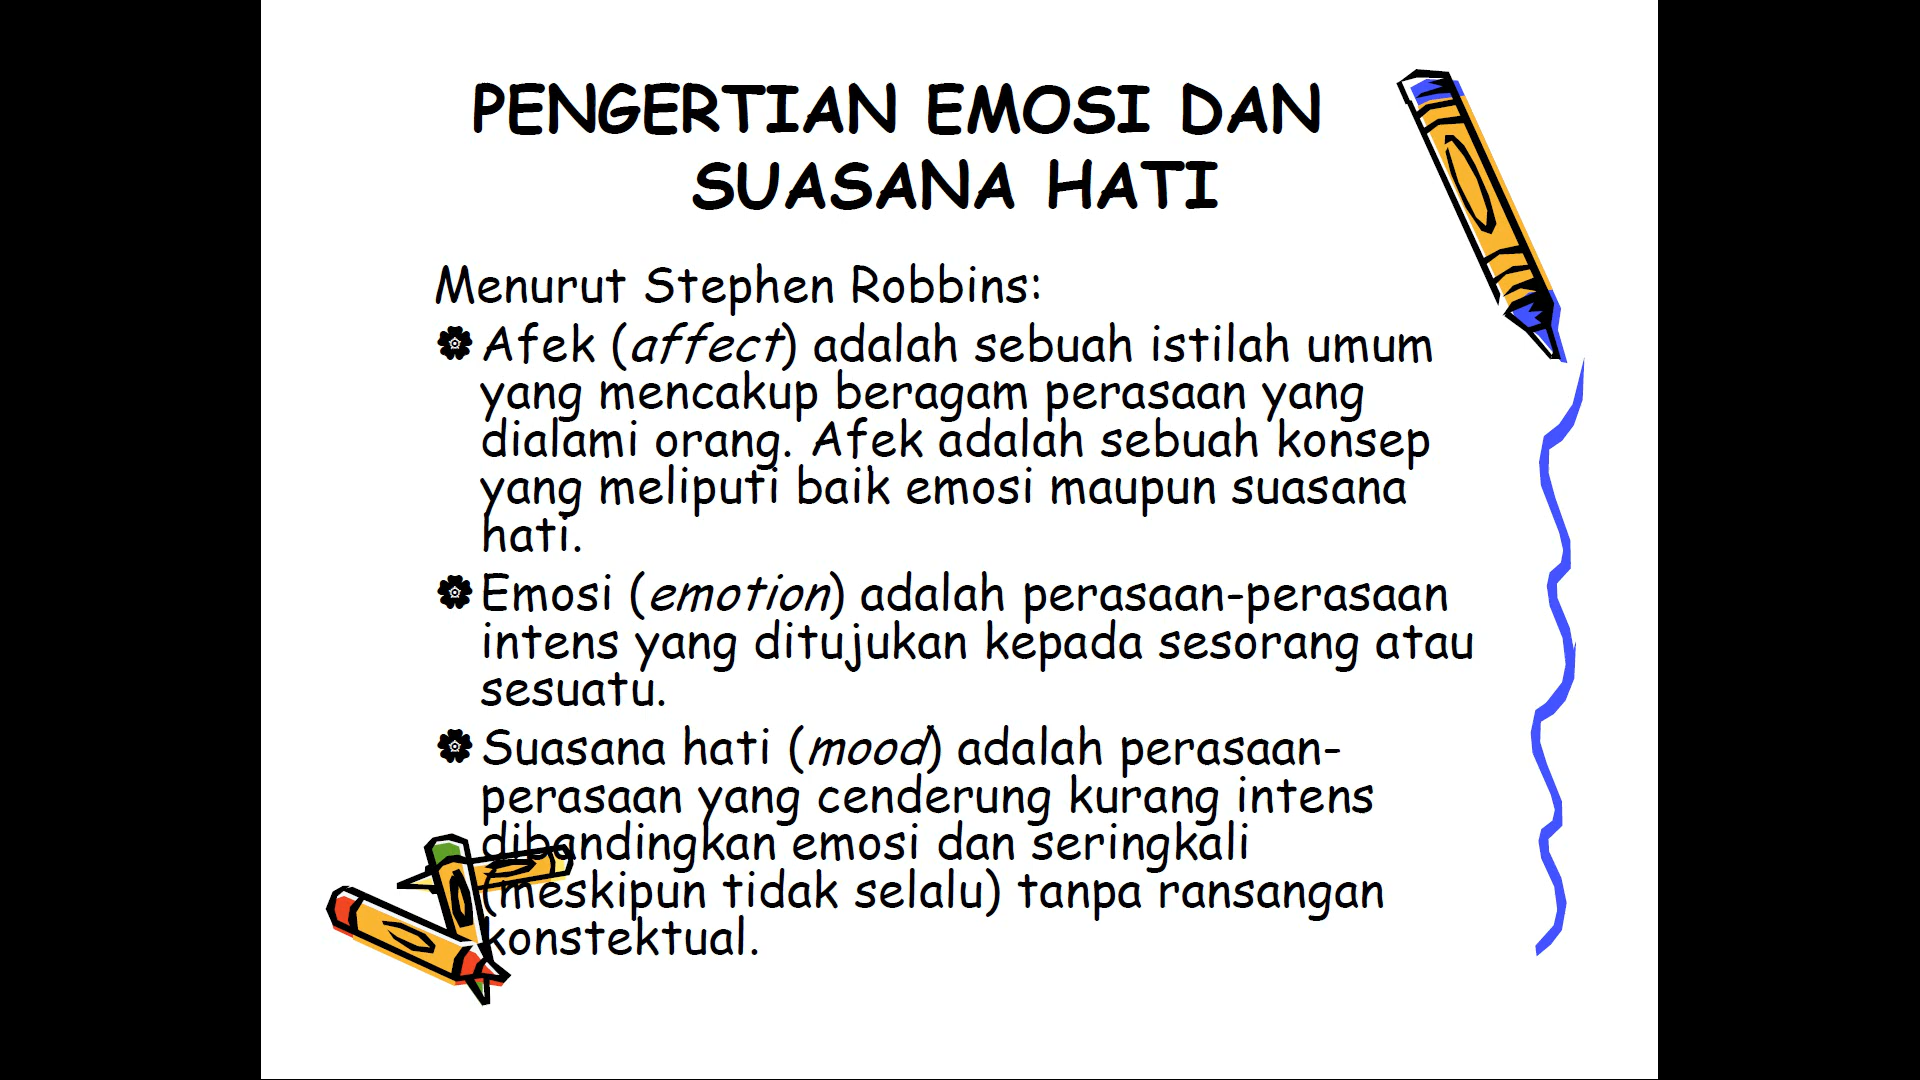 PENGERTIAN EMOSI DAN
SUASANA HATI
Menurut Stephen Robbins:
Afek (affect) adalah sebuah istilah umum
yang mencakup beragam perasaan yang
dialami orang. Afek adalah sebuah konsep
yang meliputi baik emosi maupun suasana
hati.
Emosi (emotion) adalah perasaan-perasaan
intens yang ditujukan kepada sesorang atau
sesuatu.
Suasana hati (mood) adalah perasaan-
perasaan yang cenderung kurang intens
dibandingkan emosi dan seringkali
(meskipun tidak selalu) tanpa ransangan
konstektual.